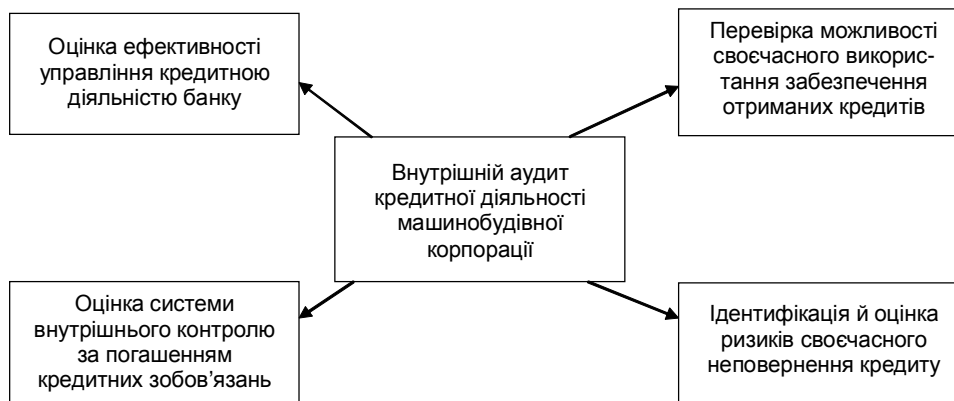 Оцінка ефективності
управління кредитною
діяльністю банку
Перевірка можливості
своєчасного використ-
тання забезпечення
отриманих кредитів
Внутрішній аудит
кредитної діяльності
машинобудівної
корпорації
Оцінка системи
внутрішнього контролю
за погашенням
кредитних зобов’язань
Ідентифікація й оцінка
ризиків своєчасного
неповернення кредиту